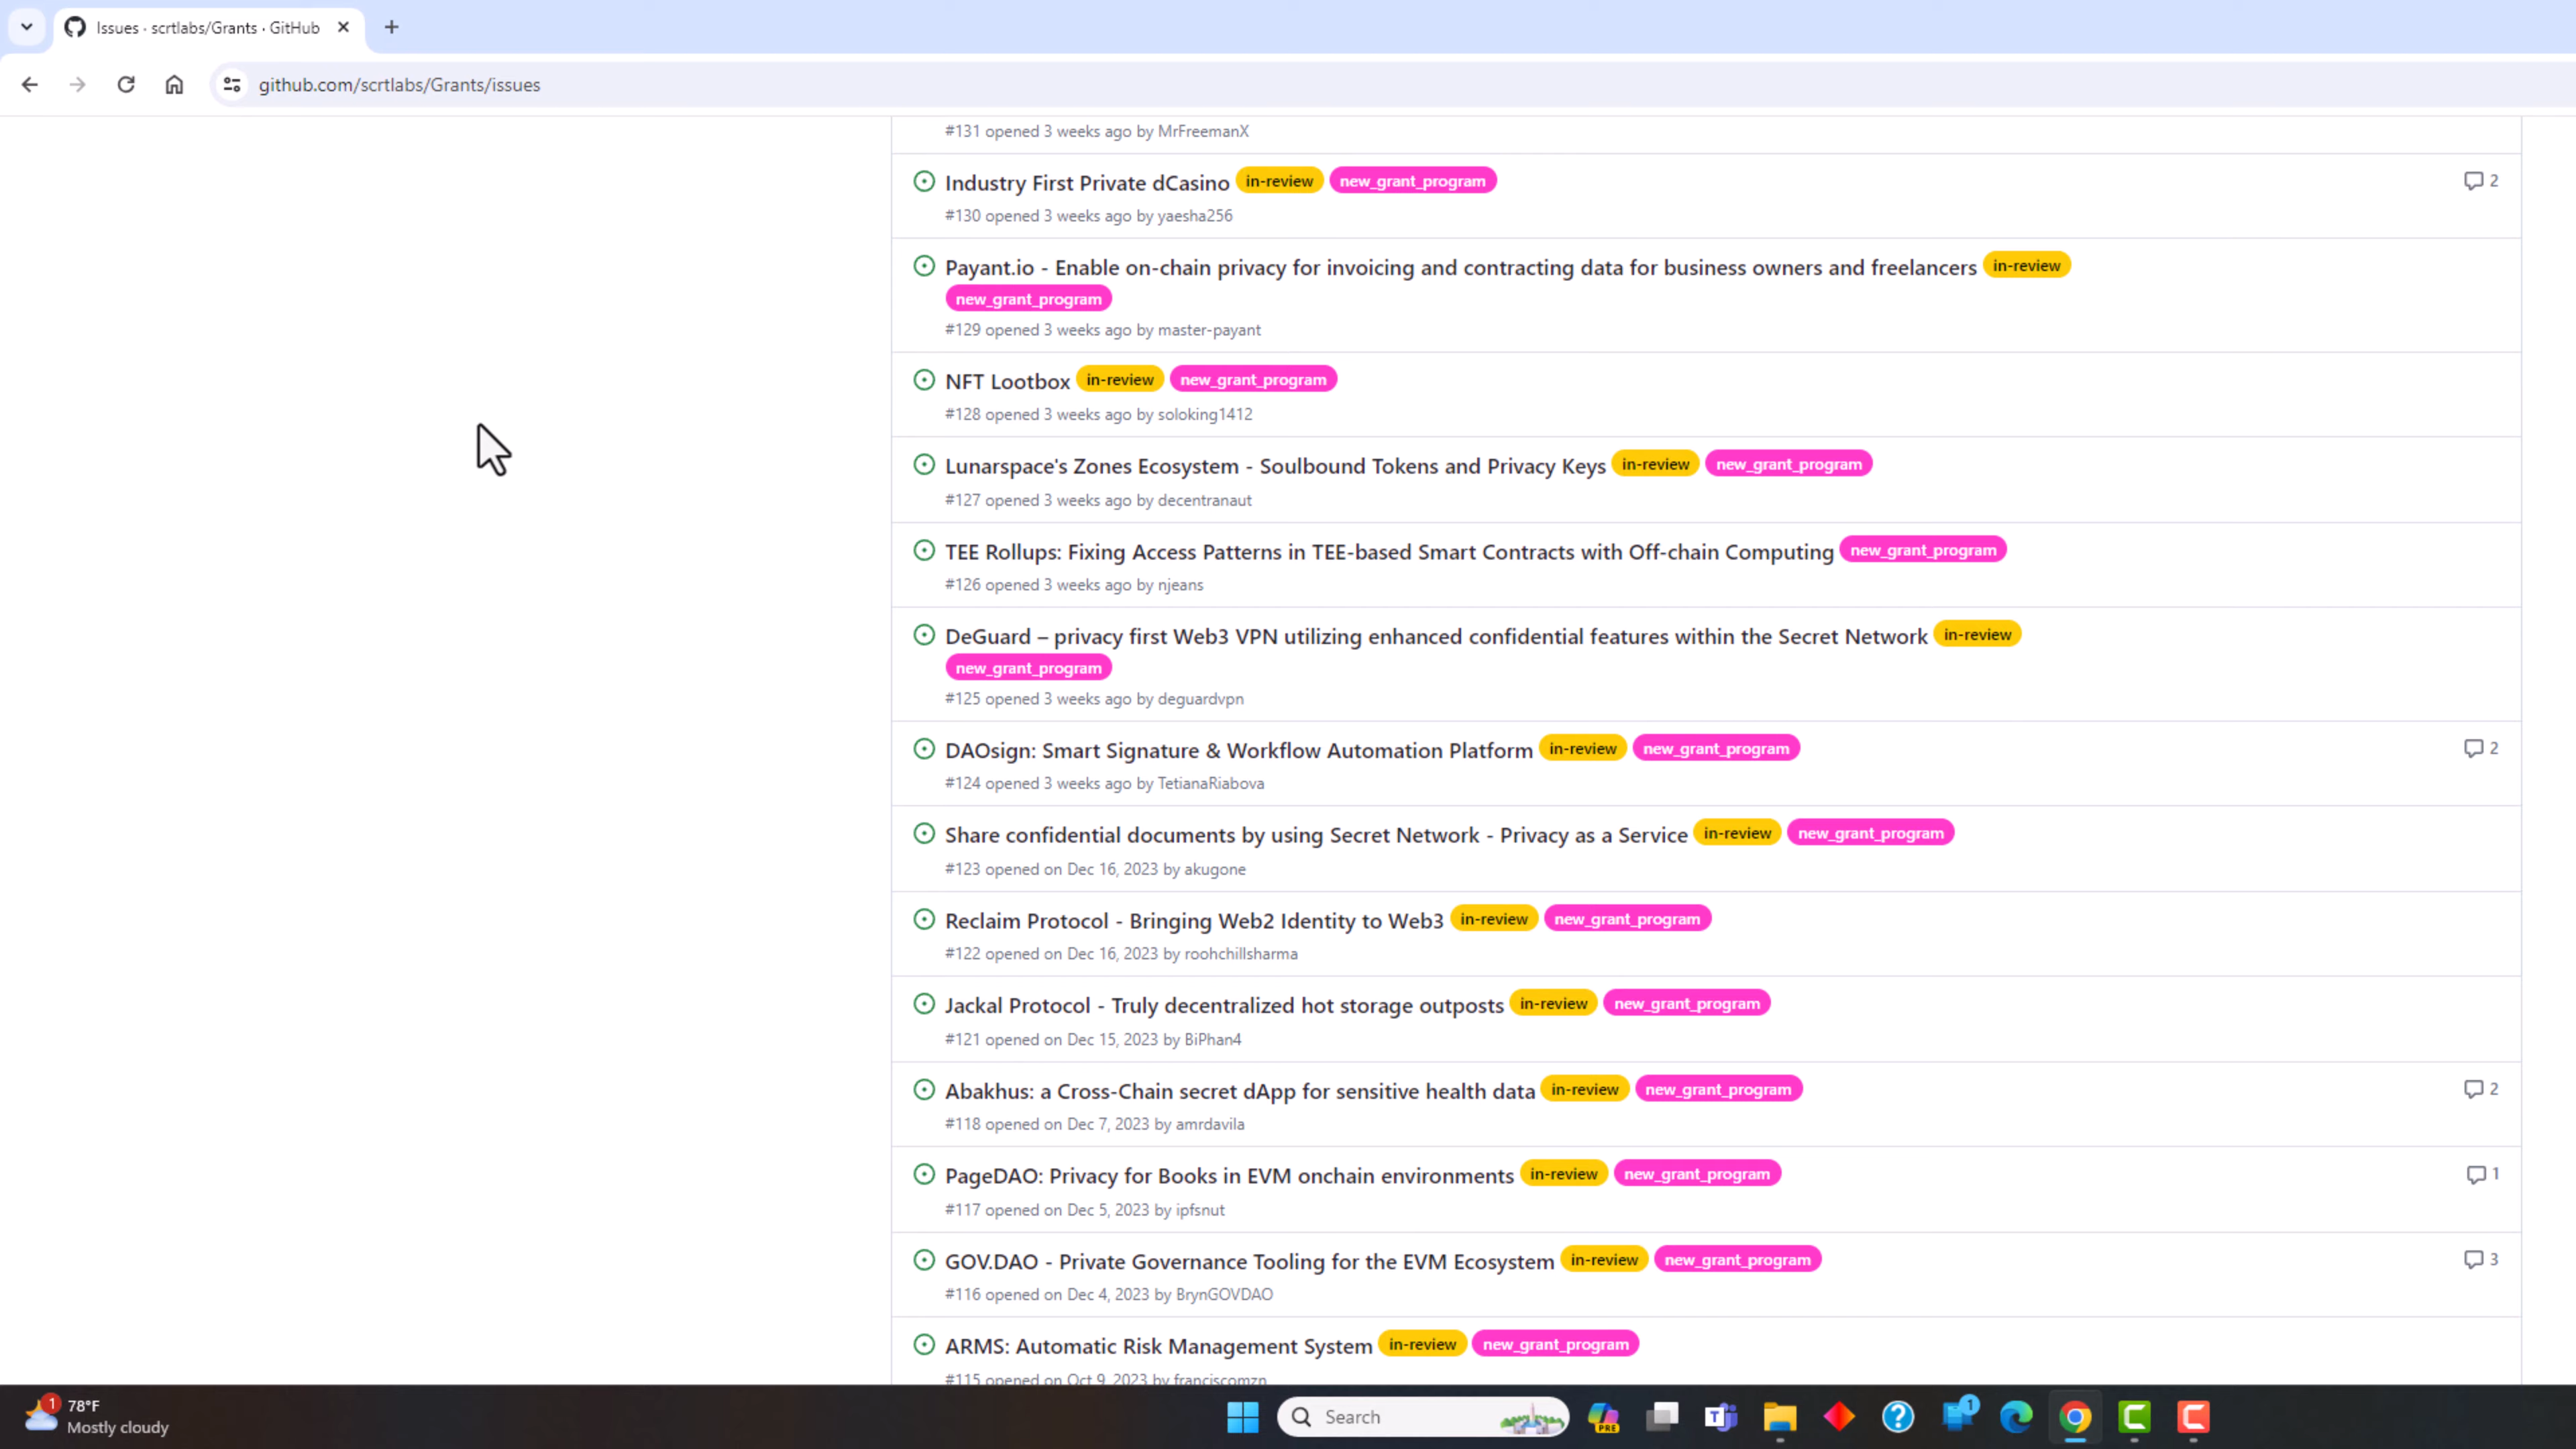 Issues · scrtlabs/Grants · GitHub
github.com/scrtlabs/Grants/issues
#131 opened 3 weeks ago by MrFreemanX
Industry First Private dCasino in-review new_grant_program 2
#130 opened 3 weeks ago by yaesha256
Payant.io - Enable on-chain privacy for invoicing and contracting data for business owners and freelancers in-review
new_grant_program
#129 opened 3 weeks ago by master-payant
NFT Lootbox in-review new_grant_program
#128 opened 3 weeks ago by soloking1412
Lunarspace's Zones Ecosystem - Soulbound Tokens and Privacy Keys in-review new_grant_program
#127 opened 3 weeks ago by decentranaut
TEE Rollups: Fixing Access Patterns in TEE-based Smart Contracts with Off-chain Computing new_grant_program
#126 opened 3 weeks ago by njeans
DeGuard – privacy first Web3 VPN utilizing enhanced confidential features within the Secret Network in-review
new_grant_program
#125 opened 3 weeks ago by deguardvpn
DAOsign: Smart Signature & Workflow Automation Platform in-review new_grant_program 2
#124 opened 3 weeks ago by TetianaRiabova
Share confidential documents by using Secret Network - Privacy as a Service in-review new_grant_program
#123 opened on Dec 16, 2023 by akugone
Reclaim Protocol - Bringing Web2 Identity to Web3 in-review new_grant_program
#122 opened on Dec 16, 2023 by roohchillsharma
Jackal Protocol - Truly decentralized hot storage outposts in-review new_grant_program
#121 opened on Dec 15, 2023 by BiPhan4
Abakhus: a Cross-Chain secret dApp for sensitive health data in-review new_grant_program 2
#118 opened on Dec 7, 2023 by amrdavila
PageDAO: Privacy for Books in EVM onchain environments in-review new_grant_program 1
#117 opened on Dec 5, 2023 by ipfsnut
GOV.DAO - Private Governance Tooling for the EVM Ecosystem in-review new_grant_program 3
#116 opened on Dec 4, 2023 by BrynGOVDAO
ARMS: Automatic Risk Management System in-review new_grant_program
#115 opened on Oct 9, 2023 by franciscomzn
1 78°F
Mostly cloudy
Search
PRE
T
1